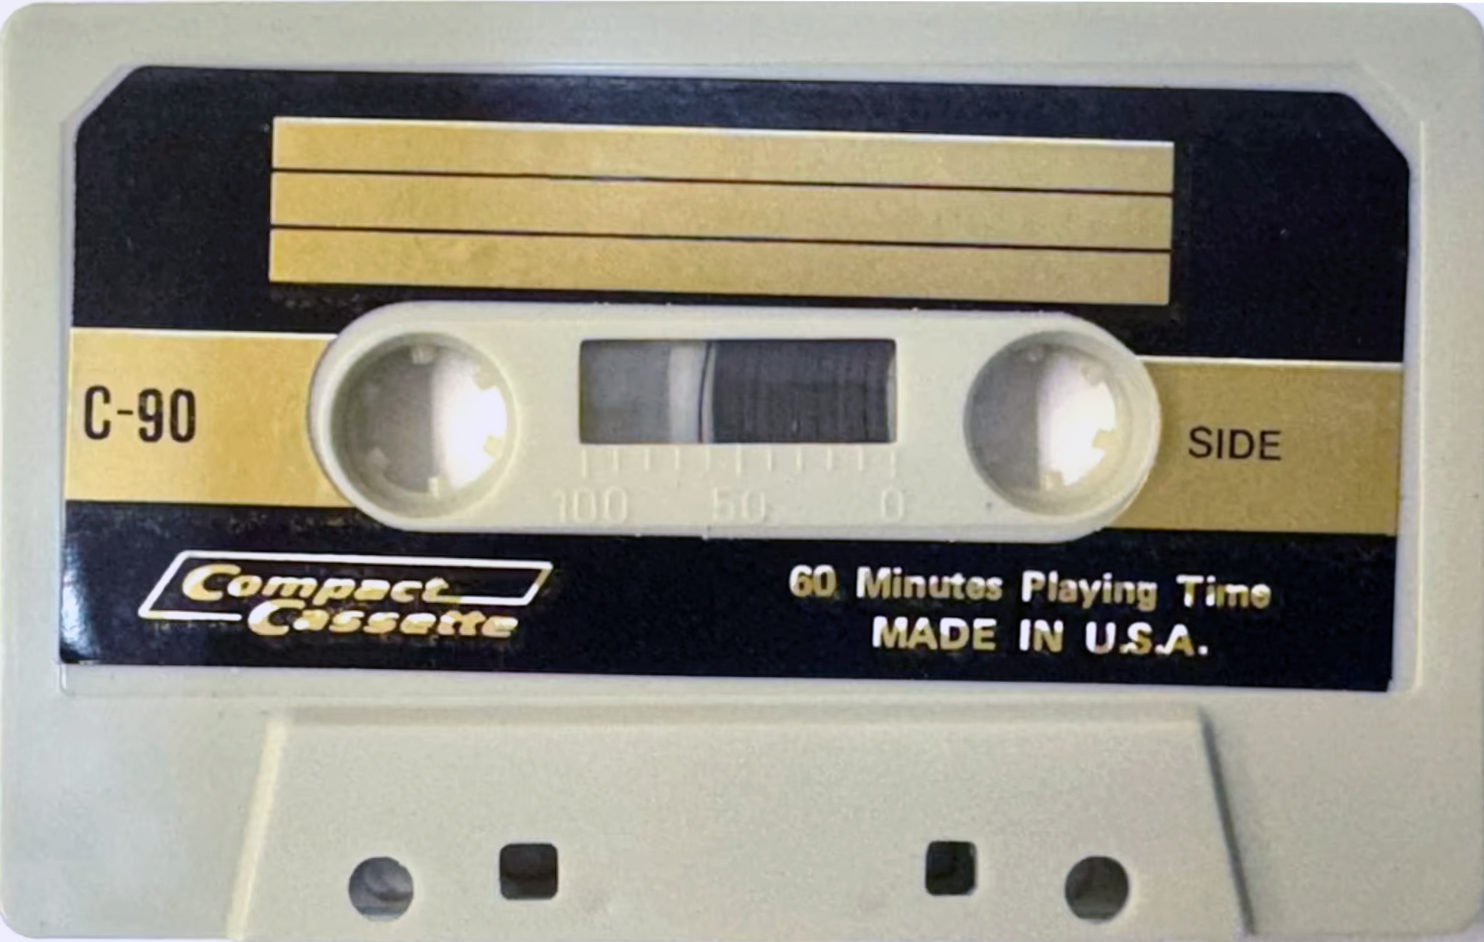 C-90
SIDE
100 50 0
Compact
Cassette
60 Minutes Playing Time
MADE IN U.S.A.